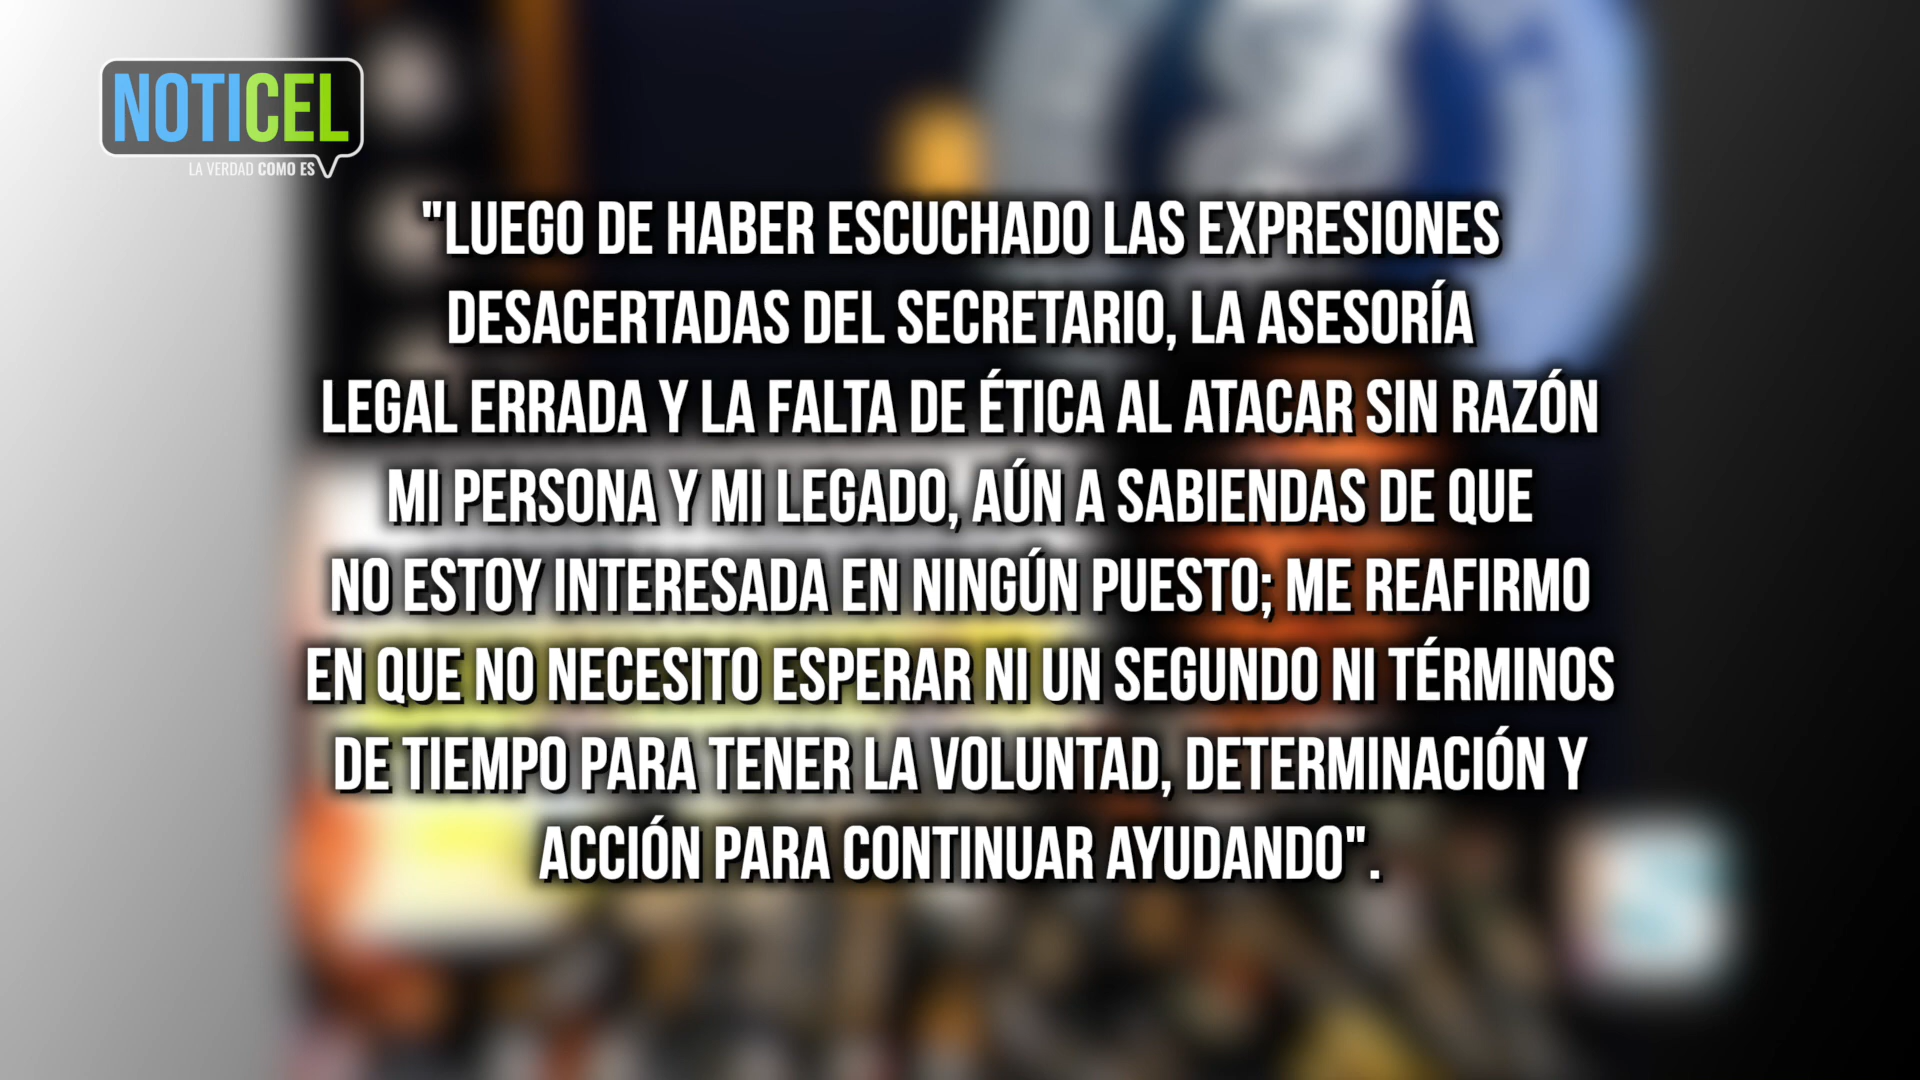 NOTICEL
LA VERDAD COMO ES
"LUEGO DE HABER ESCUCHADO LAS EXPRESIONES
DESACERTADAS DEL SECRETARIO, LA ASESORÍA
LEGAL ERRADA Y LA FALTA DE ÉTICA AL ATACAR SIN RAZÓN
MI PERSONA Y MI LEGADO, AÚN A SABIENDAS DE QUE
NO ESTOY INTERESADA EN NINGÚN PUESTO; ME REAFIRMO
EN QUE NO NECESITO ESPERAR NI UN SEGUNDO NI TÉRMINOS
DE TIEMPO PARA TENER LA VOLUNTAD, DETERMINACIÓN Y
ACCIÓN PARA CONTINUAR AYUDANDO".